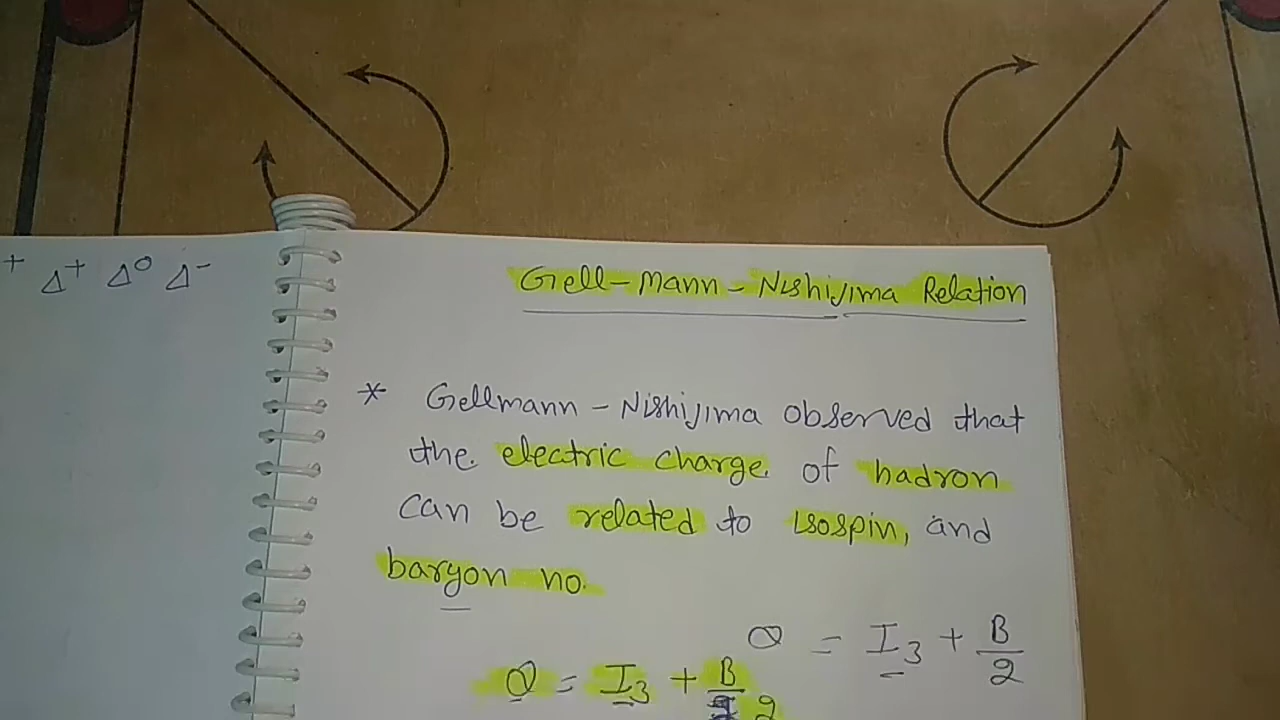 + Δ+ Δ0 Δ-
Gell-Mann-Nishijima Relation
* Gellmann-Nishijima observed that
the electric charge of hadron
can be related to Isospin, and
baryon no.
Q = I3 + B/2
Q = I3 + B/2